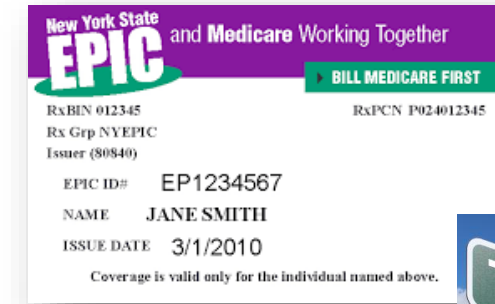 New York State
EPIC
and Medicare Working Together
BILL MEDICARE FIRST
RxBIN 012345 RxPCN P024012345
Rx Grp NYEPIC
Issuer (80840)
EPIC ID# EP1234567
NAME JANE SMITH
ISSUE DATE 3/1/2010
Coverage is valid only for the individual named above.